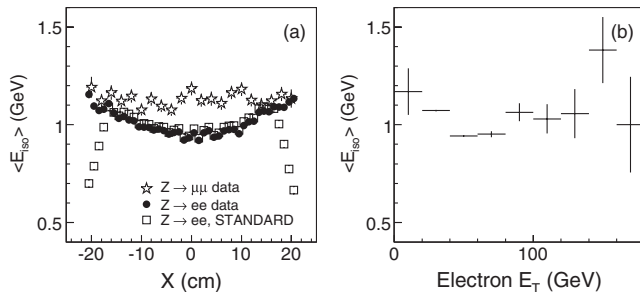 (a)
<E_iso> (GeV)
1.5
1
0.5
☆ Z → μμ data
● Z → ee data
□ Z → ee, STANDARD
-20 -10 0 10 20
X (cm)
(b)
<E_iso> (GeV)
1.5
1
0.5
0 100
Electron E_T (GeV)